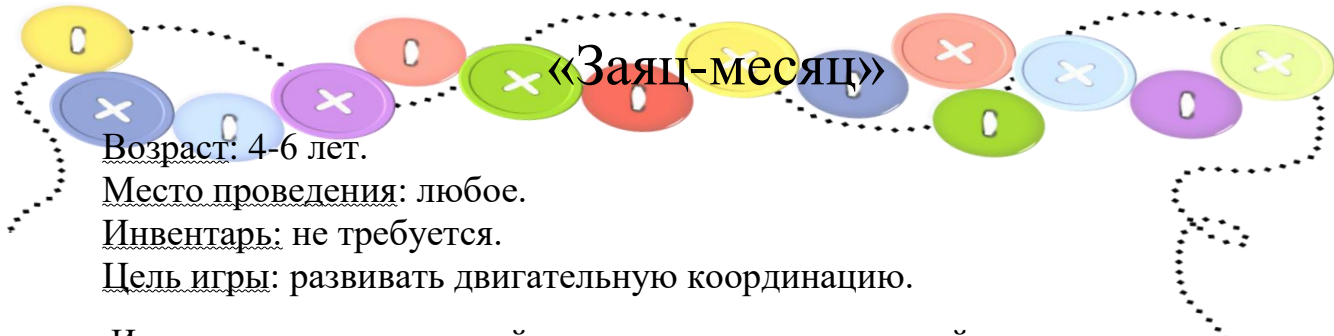 «Заяц-месяц»
Возраст: 4-6 лет.
Место проведения: любое.
Инвентарь: не требуется.
Цель игры: развивать двигательную координацию.